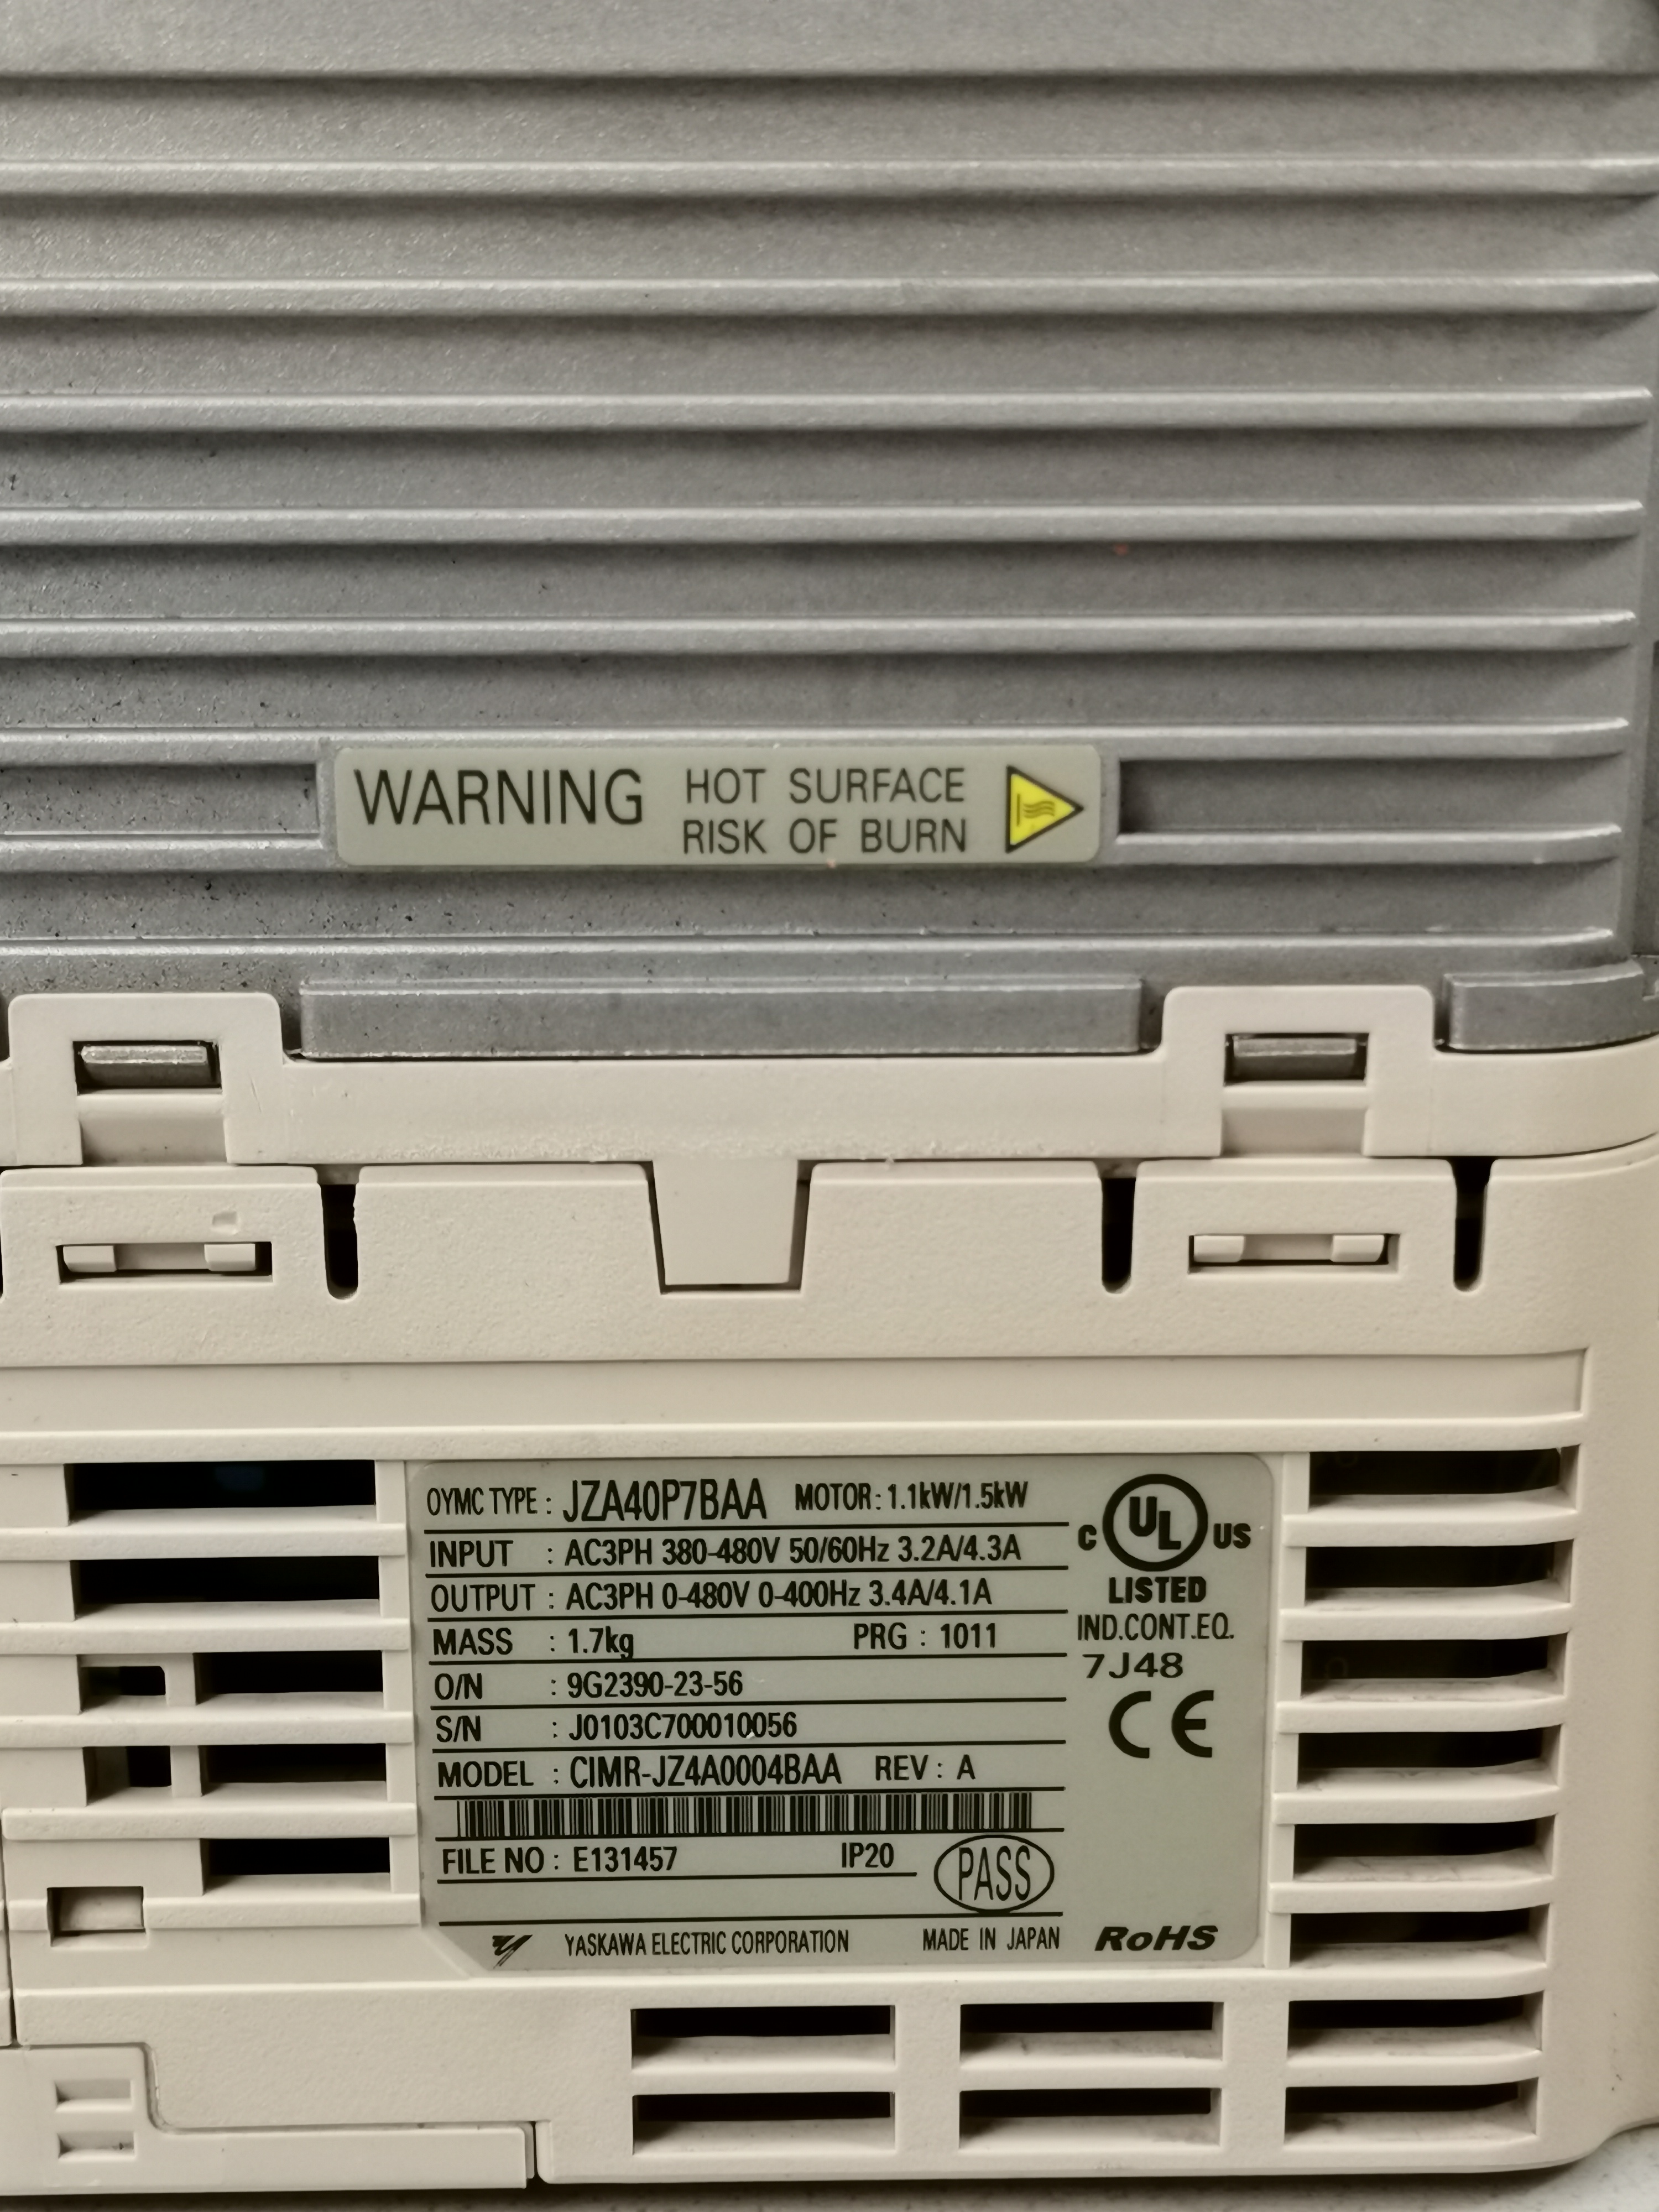 WARNING HOT SURFACE
RISK OF BURN
OYMC TYPE : JZA40P7BAA MOTOR : 1.1kW/1.5kW
INPUT : AC3PH 380-480V 50/60Hz 3.2A/4.3A
OUTPUT : AC3PH 0-480V 0-400Hz 3.4A/4.1A
MASS : 1.7kg PRG : 1011
O/N : 9G2390-23-56
S/N : J0103C700010056
MODEL : CIMR-JZ4A0004BAA REV : A
FILE NO : E131457 IP20 PASS
YASKAWA ELECTRIC CORPORATION MADE IN JAPAN
C UL US
LISTED
IND.CONT.EQ.
7J48
CE
RoHS